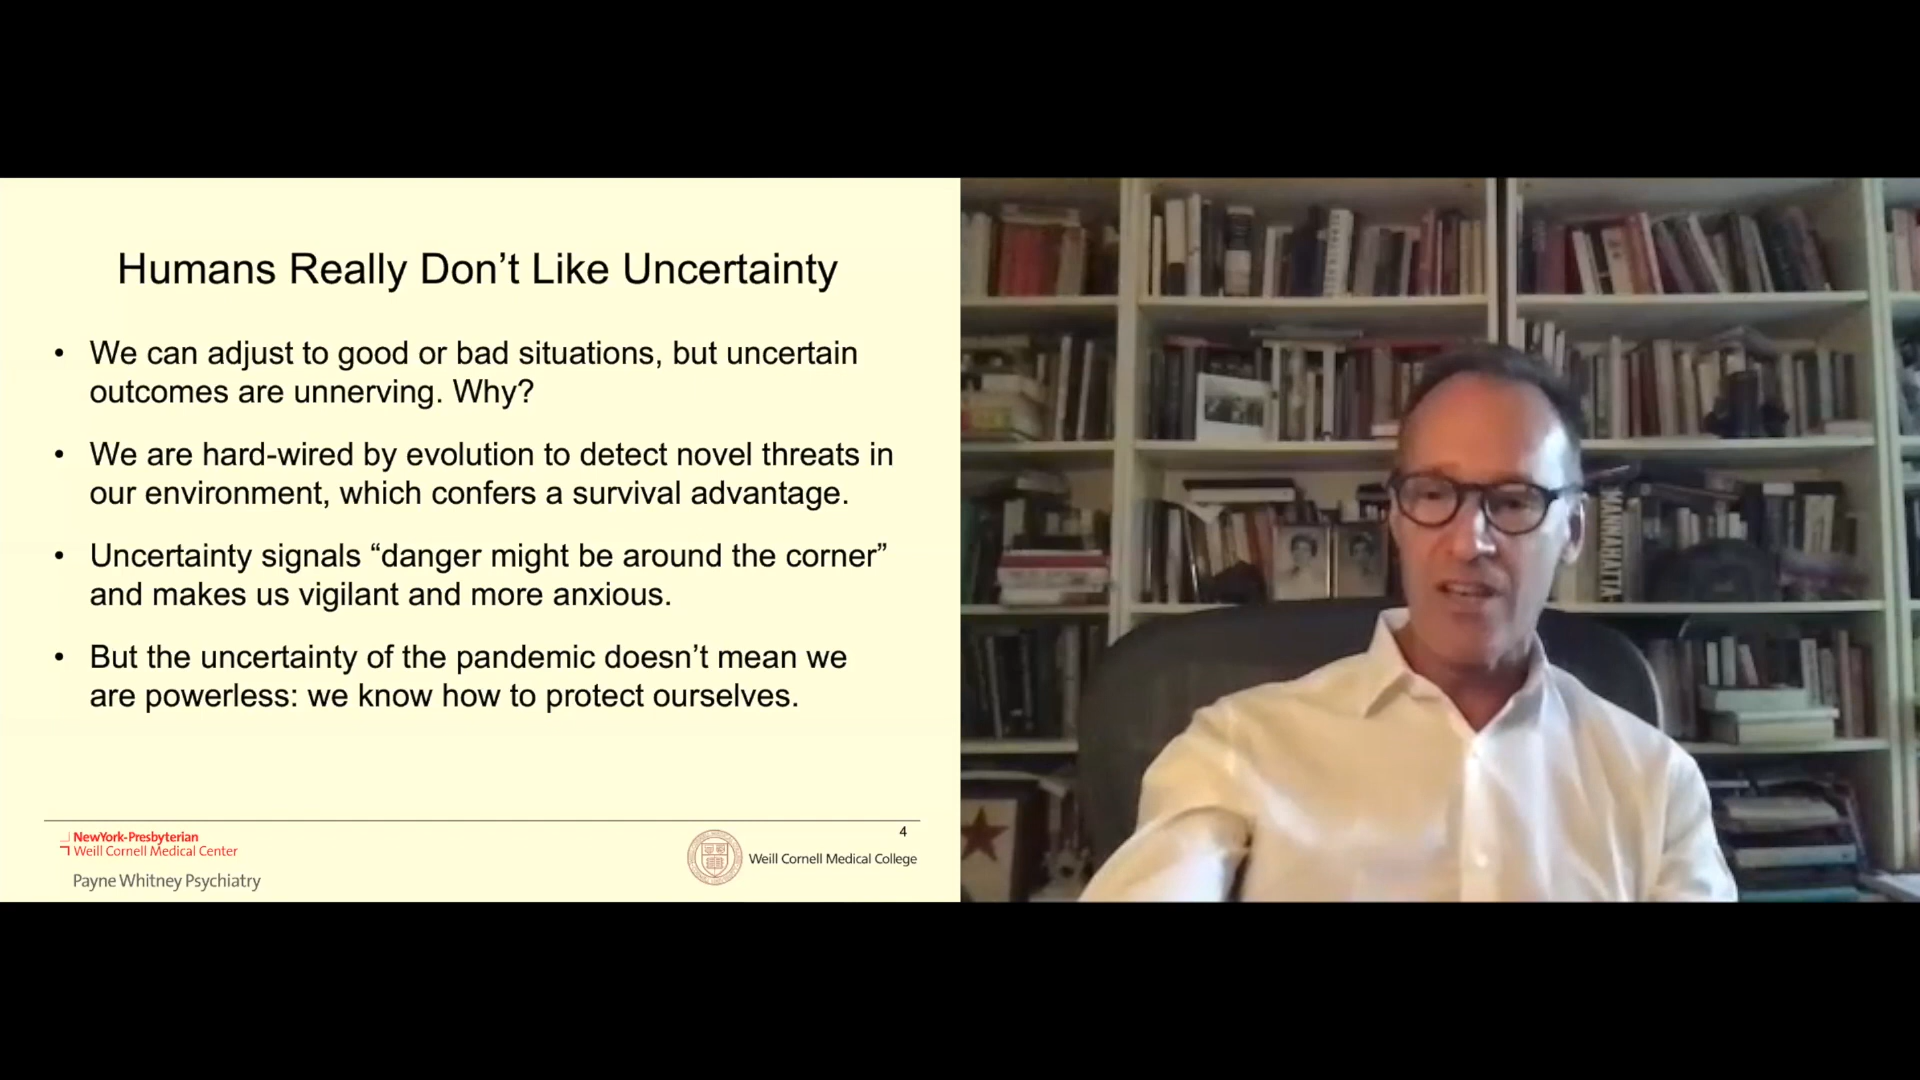 Humans Really Don’t Like Uncertainty
• We can adjust to good or bad situations, but uncertain
outcomes are unnerving. Why?
• We are hard-wired by evolution to detect novel threats in
our environment, which confers a survival advantage.
• Uncertainty signals “danger might be around the corner”
and makes us vigilant and more anxious.
• But the uncertainty of the pandemic doesn’t mean we
are powerless: we know how to protect ourselves.
4
NewYork-Presbyterian
Weill Cornell Medical Center
Payne Whitney Psychiatry
Weill Cornell Medical College
MANNAHATTA